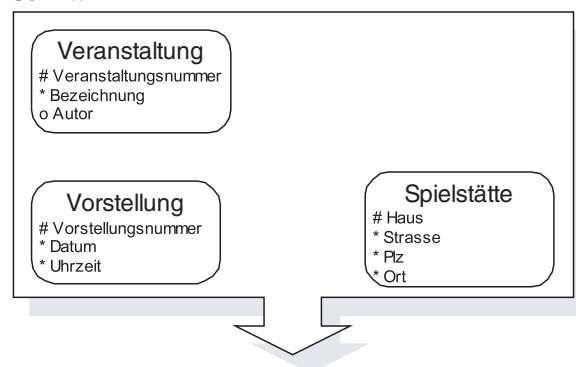 Veranstaltung
# Veranstaltungsnummer
* Bezeichnung
o Autor
Vorstellung
# Vorstellungsnummer
* Datum
* Uhrzeit
Spielstätte
# Haus
* Strasse
* Plz
* Ort